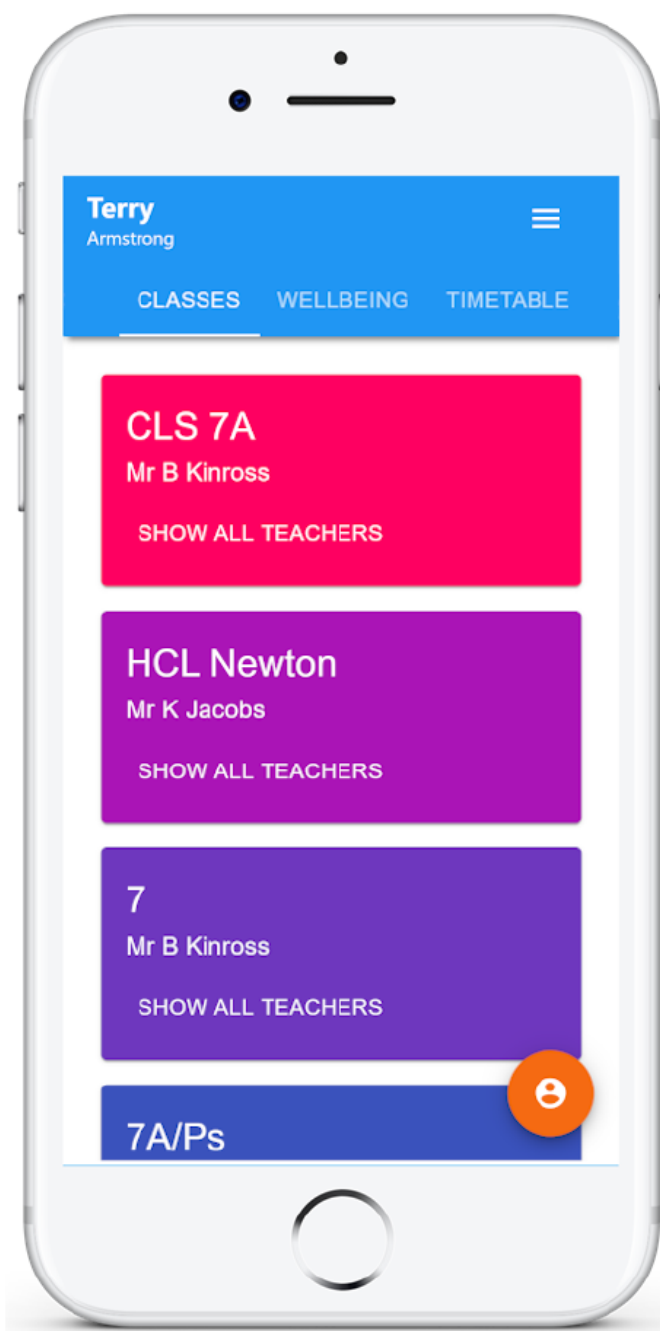 Terry
Armstrong
CLASSES WELLBEING TIMETABLE
CLS 7A
Mr B Kinross
SHOW ALL TEACHERS
HCL Newton
Mr K Jacobs
SHOW ALL TEACHERS
7
Mr B Kinross
SHOW ALL TEACHERS
7A/Ps